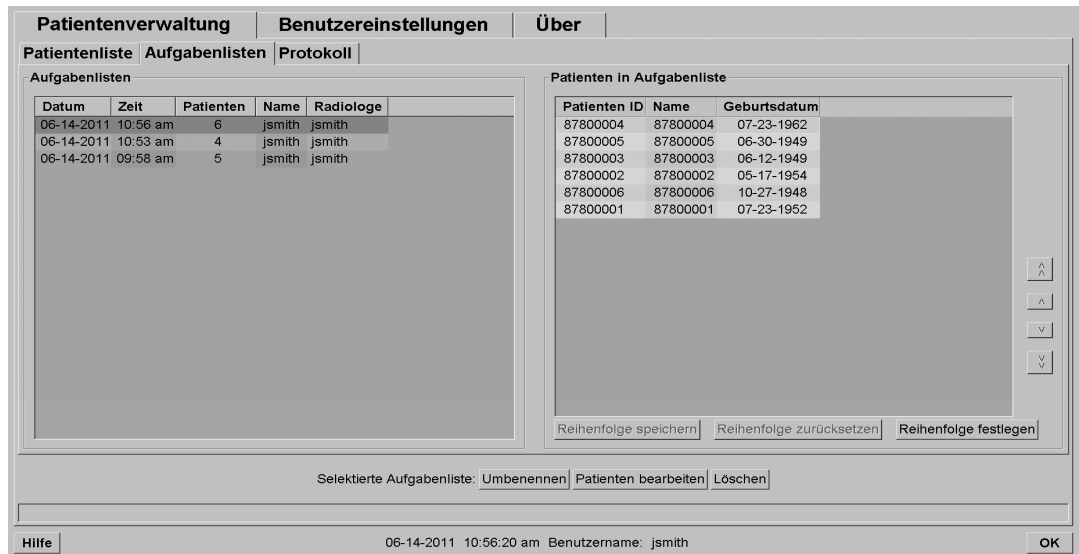 Patientenverwaltung Benutzereinstellungen Über
Patientenliste Aufgabenlisten Protokoll
Aufgabenlisten
Datum Zeit Patienten Name Radiologe
06-14-2011 10:56 am 6 jsmith jsmith
06-14-2011 10:53 am 4 jsmith jsmith
06-14-2011 09:58 am 5 jsmith jsmith
Patienten in Aufgabenliste
Patienten ID Name Geburtsdatum
87800004 87800004 07-23-1962
87800005 87800005 06-30-1949
87800003 87800003 06-12-1949
87800002 87800002 05-17-1954
87800006 87800006 10-27-1948
87800001 87800001 07-23-1952
Reihenfolge speichern Reihenfolge zurücksetzen Reihenfolge festlegen
Selektierte Aufgabenliste: Umbenennen Patienten bearbeiten Löschen
Hilfe 06-14-2011 10:56:20 am Benutzername: jsmith OK